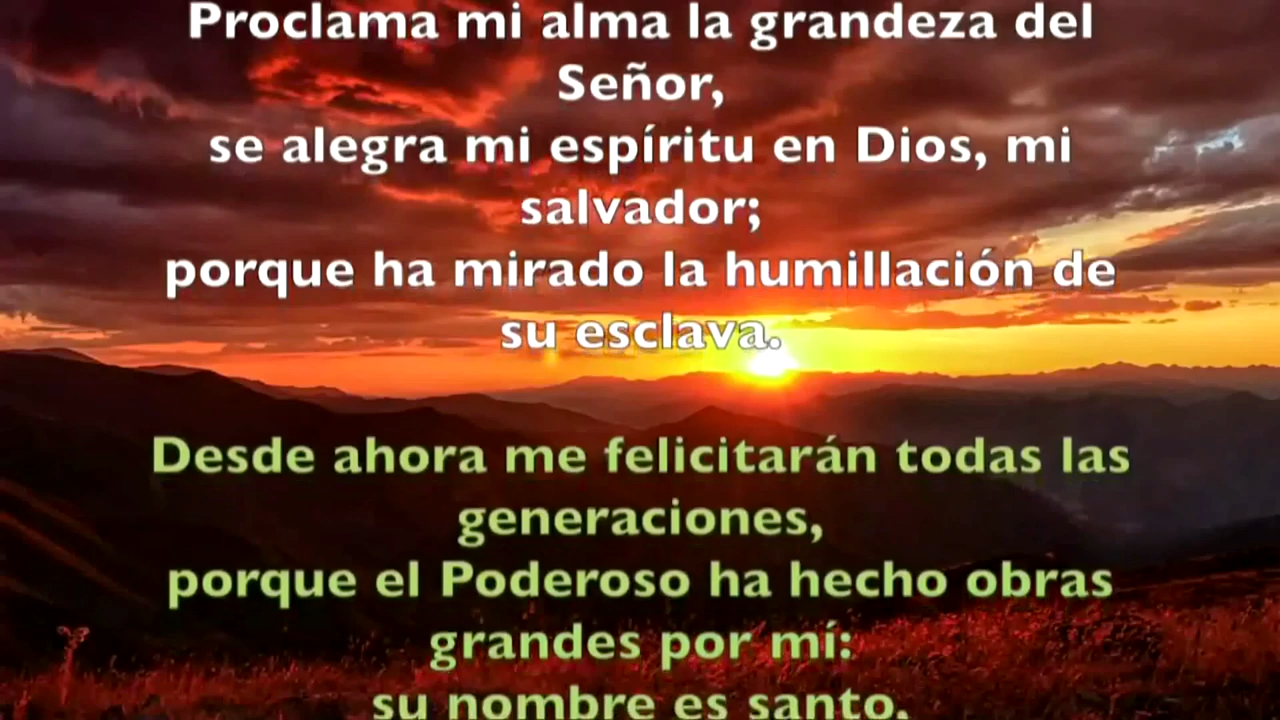 Proclama mi alma la grandeza del
Señor,
se alegra mi espíritu en Dios, mi
salvador;
porque ha mirado la humillación de
su esclava.
Desde ahora me felicitarán todas las
generaciones,
porque el Poderoso ha hecho obras
grandes por mí:
su nombre es santo,